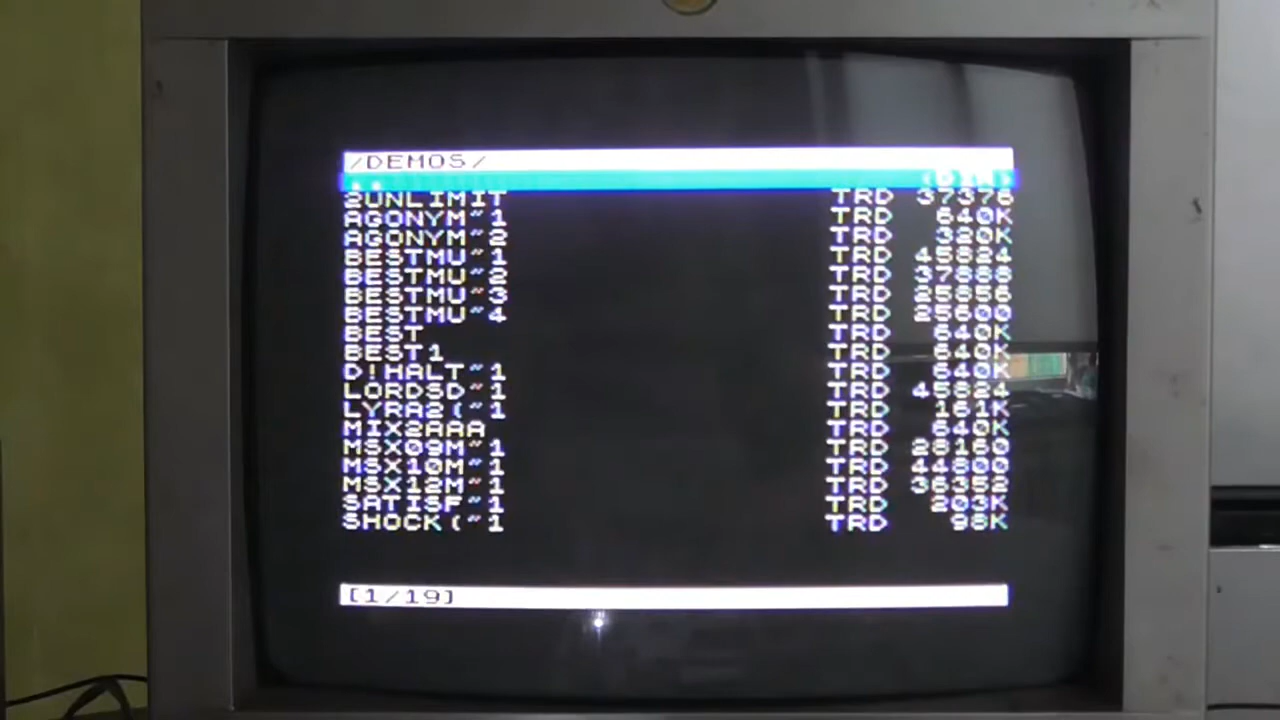 /DEMOS/
.. <DIR>
2UNLIMIT TRD 37376
AGONYM~1 TRD 640K
AGONYM~2 TRD 320K
BESTMU~1 TRD 45824
BESTMU~2 TRD 37888
BESTMU~3 TRD 25856
BESTMU~4 TRD 25600
BEST TRD 640K
BEST1 TRD 640K
D!HALT~1 TRD 640K
LORDSD~1 TRD 45824
LYRA2(~1 TRD 161K
MIX2AAA TRD 640K
MSX09M~1 TRD 28160
MSX10M~1 TRD 44800
MSX12M~1 TRD 36352
SATISF~1 TRD 203K
SHOCK(~1 TRD 98K
[1/19]